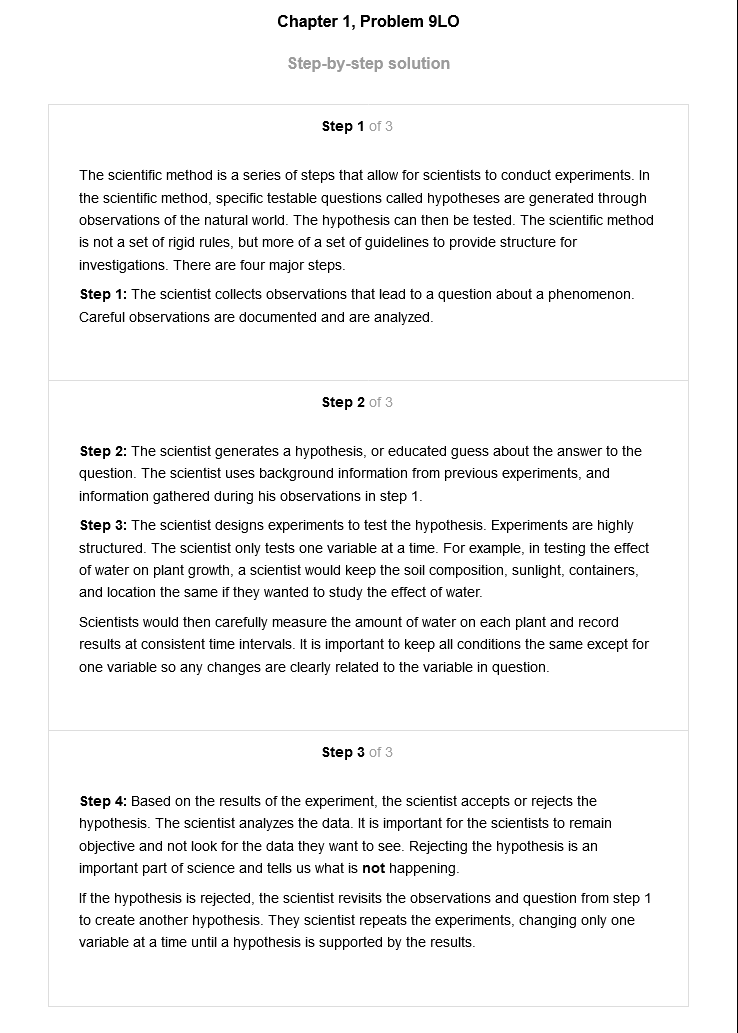 Chapter 1, Problem 9LO
Step-by-step solution
Step 1 of 3
The scientific method is a series of steps that allow for scientists to conduct experiments. In
the scientific method, specific testable questions called hypotheses are generated through
observations of the natural world. The hypothesis can then be tested. The scientific method
is not a set of rigid rules, but more of a set of guidelines to provide structure for
investigations. There are four major steps.
Step 1: The scientist collects observations that lead to a question about a phenomenon.
Careful observations are documented and are analyzed.
Step 2 of 3
Step 2: The scientist generates a hypothesis, or educated guess about the answer to the
question. The scientist uses background information from previous experiments, and
information gathered during his observations in step 1.
Step 3: The scientist designs experiments to test the hypothesis. Experiments are highly
structured. The scientist only tests one variable at a time. For example, in testing the effect
of water on plant growth, a scientist would keep the soil composition, sunlight, containers,
and location the same if they wanted to study the effect of water.
Scientists would then carefully measure the amount of water on each plant and record
results at consistent time intervals. It is important to keep all conditions the same except for
one variable so any changes are clearly related to the variable in question.
Step 3 of 3
Step 4: Based on the results of the experiment, the scientist accepts or rejects the
hypothesis. The scientist analyzes the data. It is important for the scientists to remain
objective and not look for the data they want to see. Rejecting the hypothesis is an
important part of science and tells us what is not happening.
If the hypothesis is rejected, the scientist revisits the observations and question from step 1
to create another hypothesis. They scientist repeats the experiments, changing only one
variable at a time until a hypothesis is supported by the results.